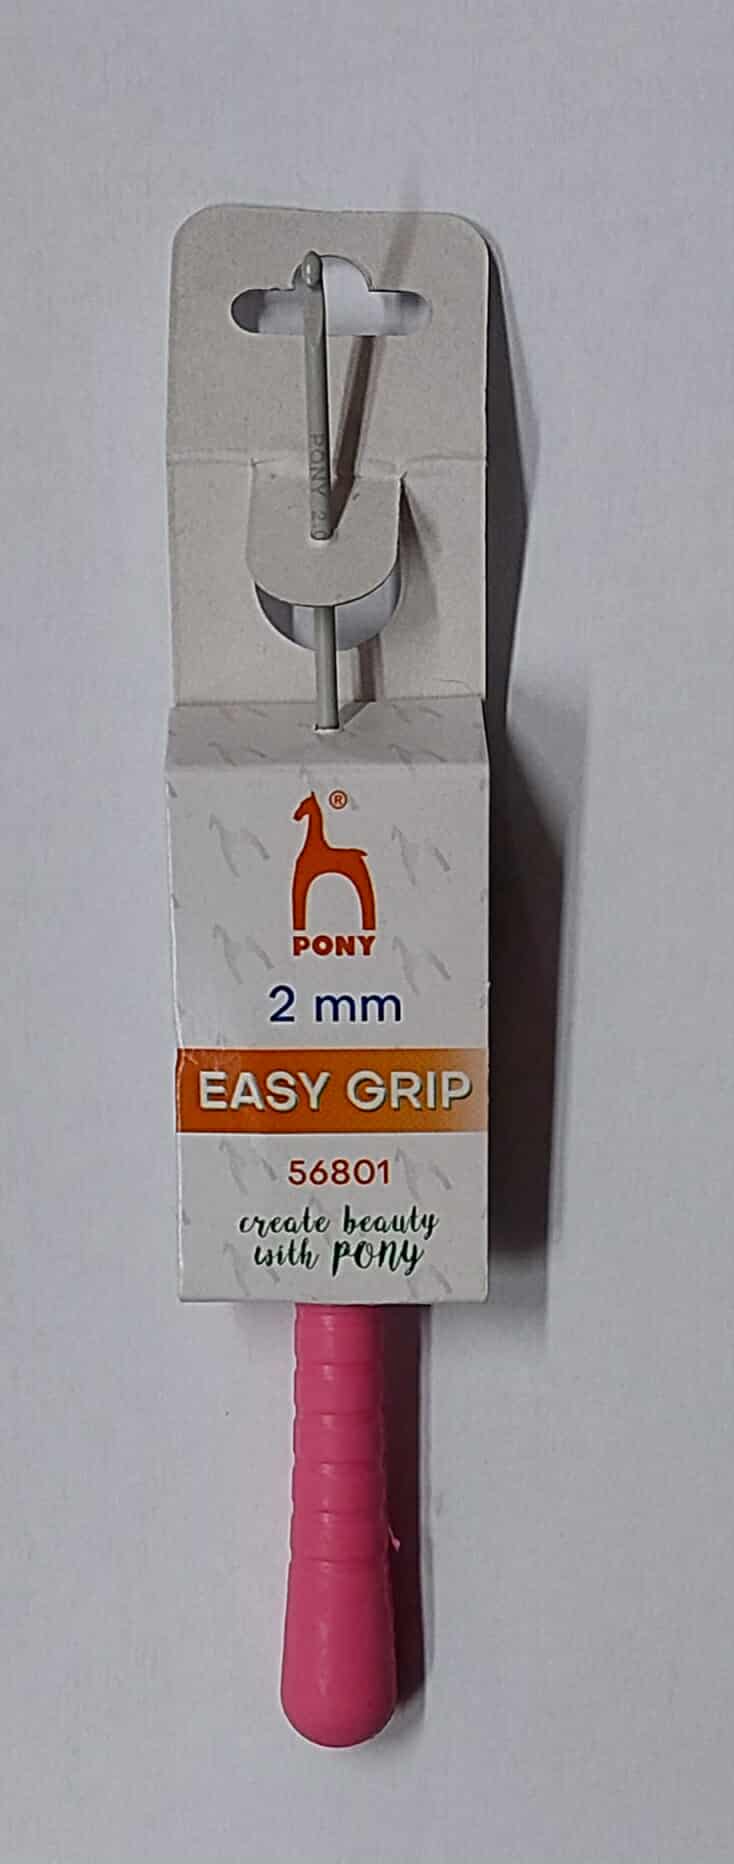 PONY 2.0
®
PONY
2 mm
EASY GRIP
56801
create beauty
with PONY